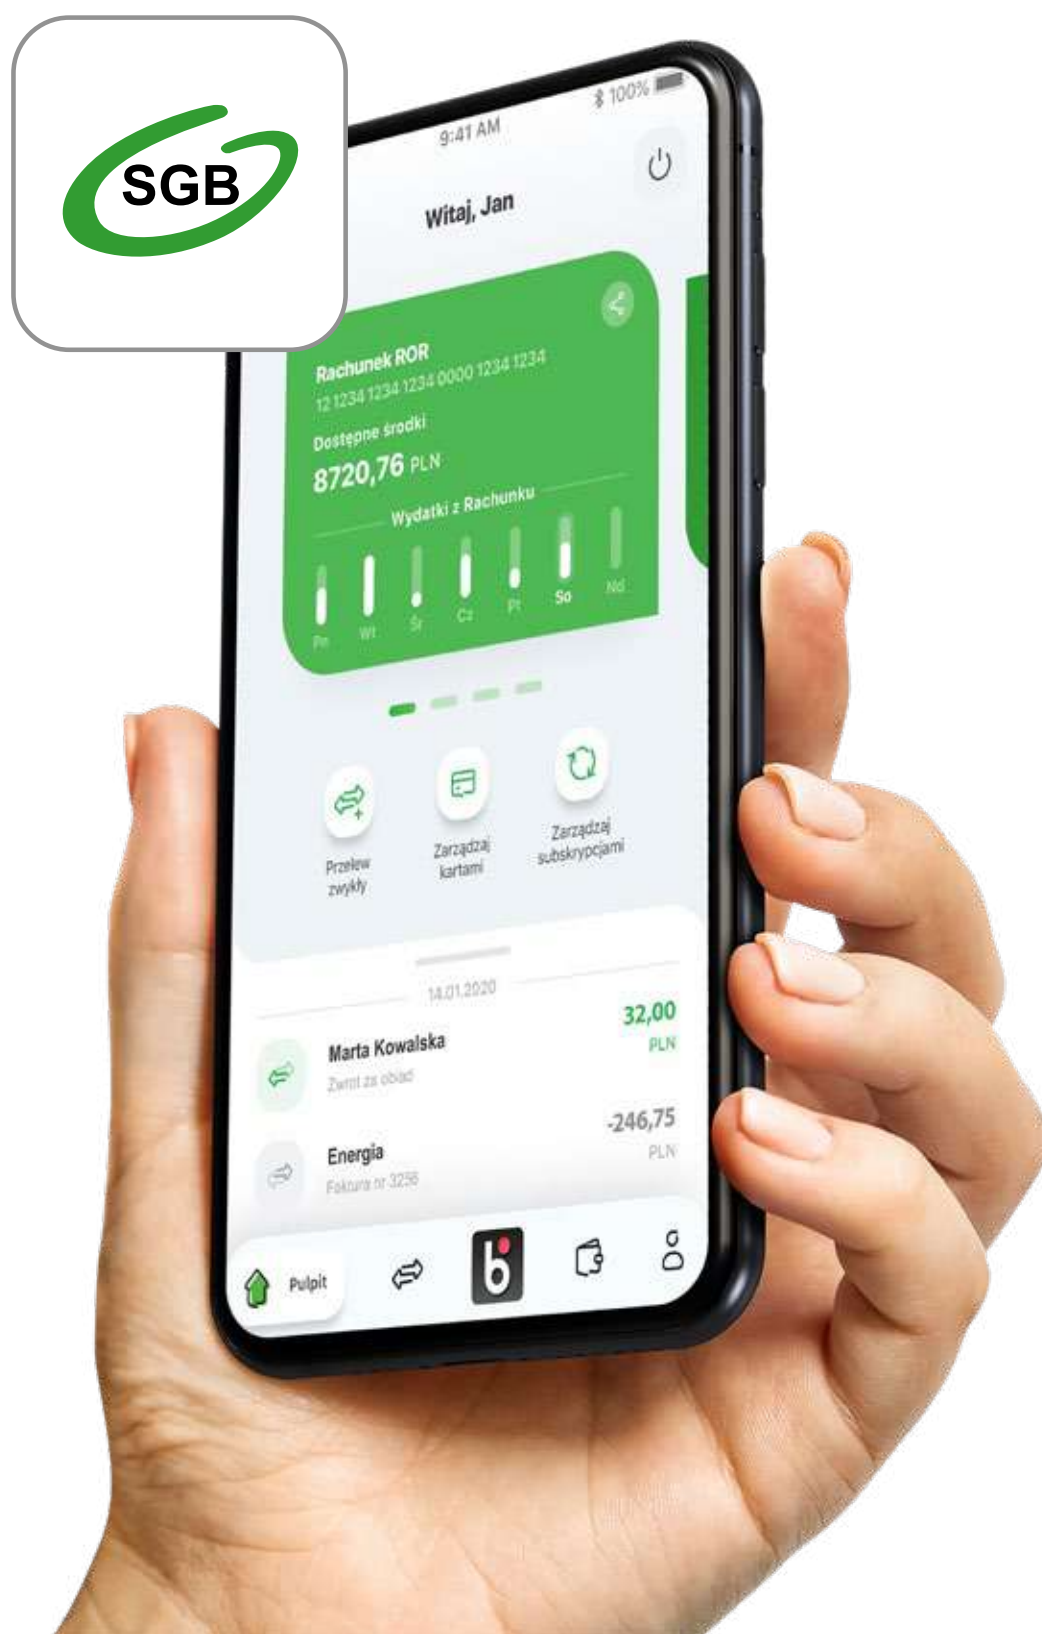 SGB
9:41 AM
100%
Witaj, Jan
Rachunek ROR
12 1234 1234 1234 0000 1234 1234
Dostępne środki
8720,76 PLN
Wydatki z Rachunku
Pn Wt Śr Cz Pt So Nd
Przelew
zwykły
Zarządzaj
kartami
Zarządzaj
subskrypcjami
14.01.2020
Marta Kowalska
32,00
Zwrot za obiad
PLN
Energia
-246,75
Faktura nr 3256
PLN
Pulpit
b